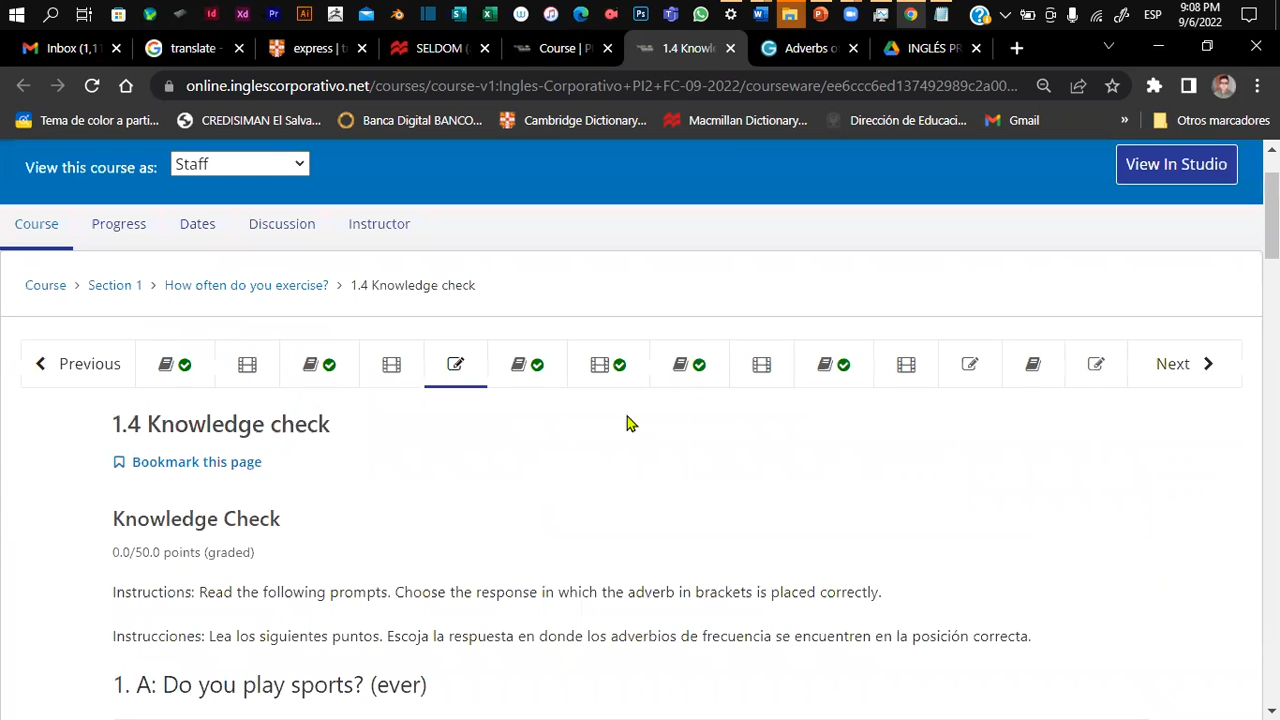 9:08 PM
ESP
9/6/2022
Inbox (1,1
translate -
express | t
SELDOM (
Course | P
1.4 Knowl
Adverbs o
INGLÉS PR
online.inglescorporativo.net/courses/course-v1:Ingles-Corporativo+PI2+FC-09-2022/courseware/ee6ccc6ed137492989c2a00...
Tema de color a parti...
CREDISIMAN El Salva...
Banca Digital BANCO...
Cambridge Dictionary...
Macmillan Dictionary...
Dirección de Educaci...
Gmail
»
Otros marcadores
View this course as:
Staff
View In Studio
Course
Progress
Dates
Discussion
Instructor
Course > Section 1 > How often do you exercise? > 1.4 Knowledge check
Previous
Next
1.4 Knowledge check
Bookmark this page
Knowledge Check
0.0/50.0 points (graded)
Instructions: Read the following prompts. Choose the response in which the adverb in brackets is placed correctly.
Instrucciones: Lea los siguientes puntos. Escoja la respuesta en donde los adverbios de frecuencia se encuentren en la posición correcta.
1. A: Do you play sports? (ever)